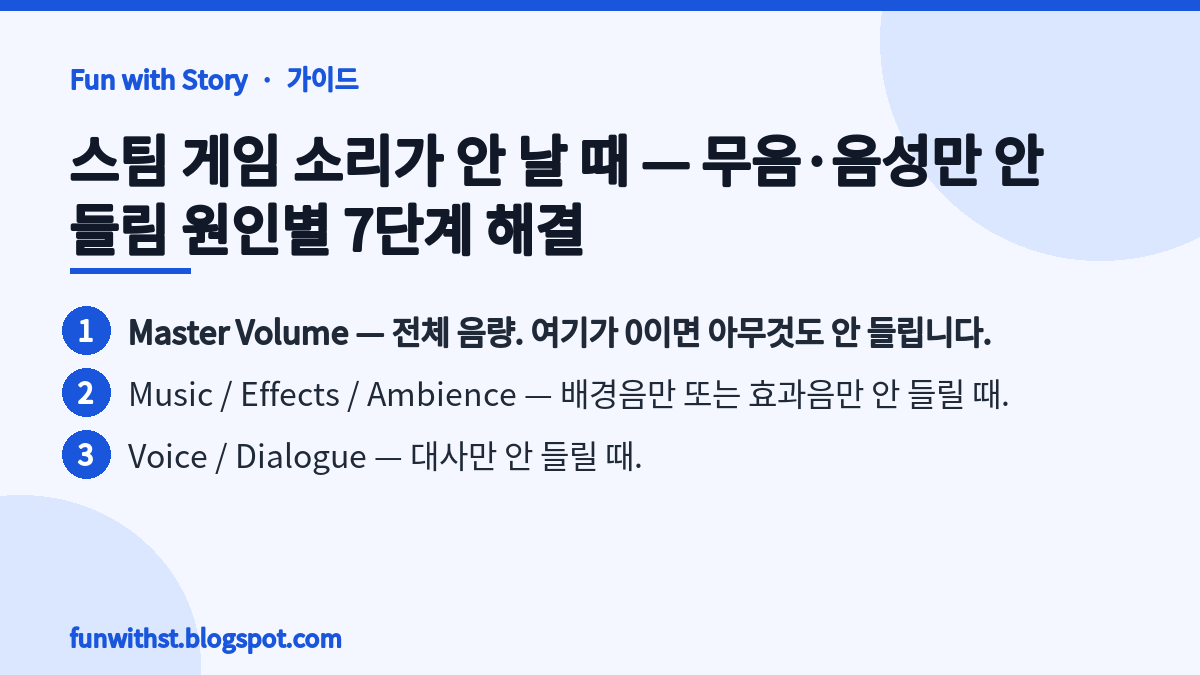 Fun with Story · 가이드
스팀 게임 소리가 안 날 때 — 무음·음성만 안
들림 원인별 7단계 해결
1 Master Volume — 전체 음량. 여기가 0이면 아무것도 안 들립니다.
2 Music / Effects / Ambience — 배경음만 또는 효과음만 안 들릴 때.
3 Voice / Dialogue — 대사만 안 들릴 때.
funwithst.blogspot.com